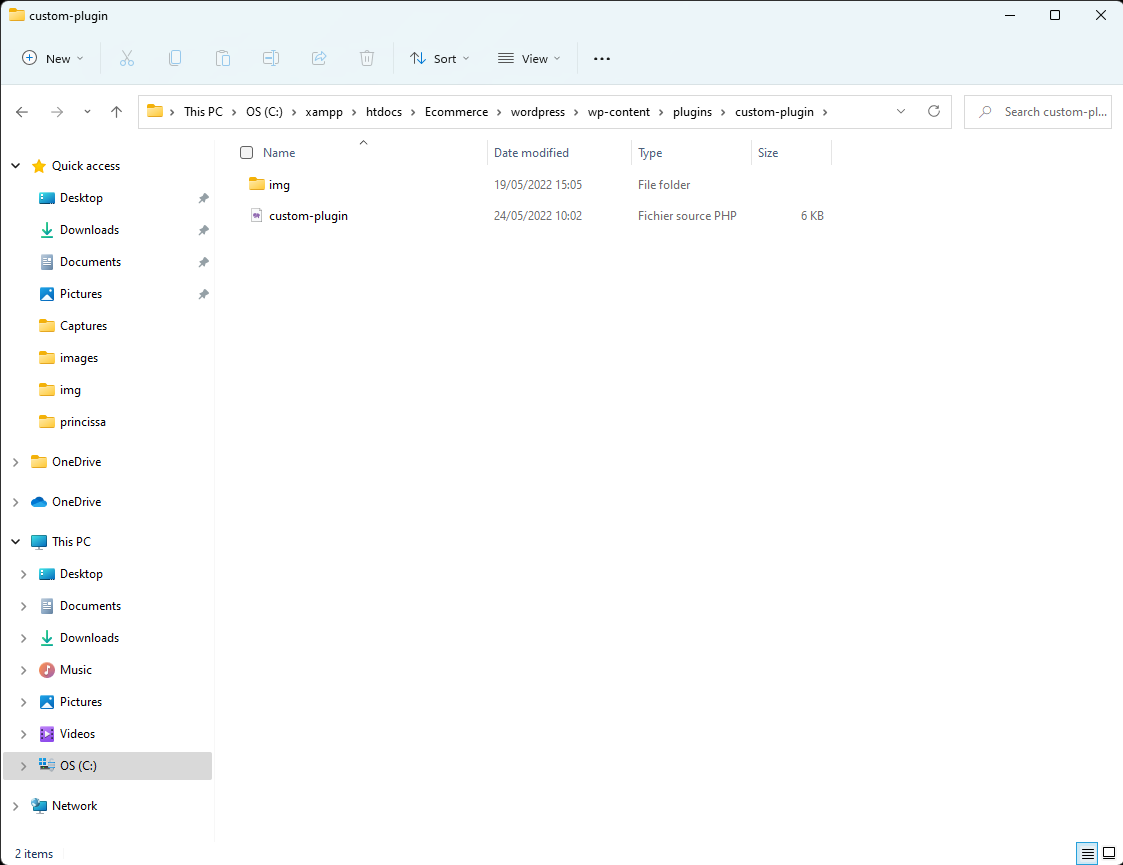 custom-plugin
New Sort View
This PC OS (C:) xampp htdocs Ecommerce wordpress wp-content plugins custom-plugin Search custom-pl...
Name Date modified Type Size
img 19/05/2022 15:05 File folder
custom-plugin 24/05/2022 10:02 Fichier source PHP 6 KB
Quick access
Desktop
Downloads
Documents
Pictures
Captures
images
img
princissa
OneDrive
OneDrive
This PC
Desktop
Documents
Downloads
Music
Pictures
Videos
OS (C:)
Network
2 items